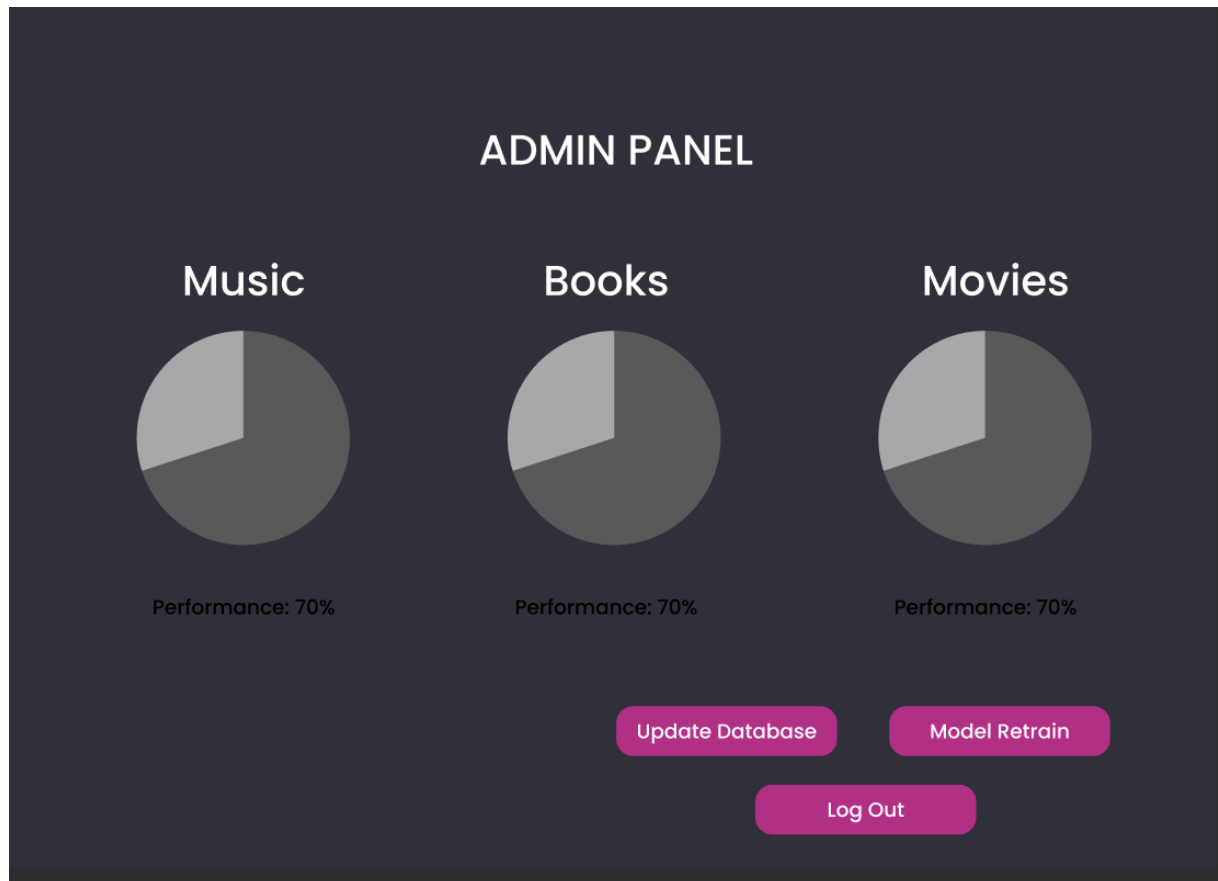 ADMIN PANEL
Music
Books
Movies
Performance: 70%
Performance: 70%
Performance: 70%
Update Database
Model Retrain
Log Out